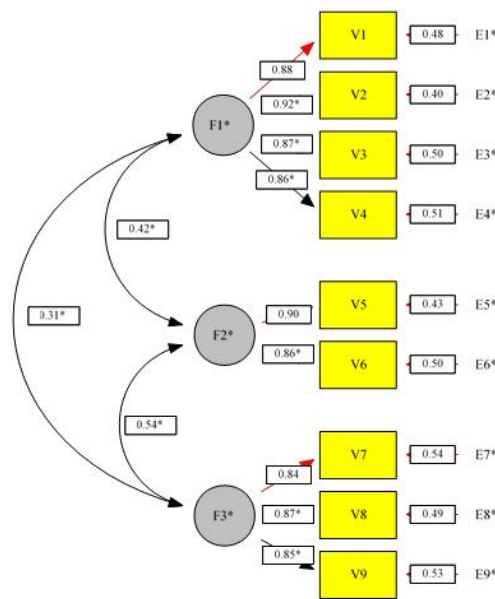 V1 0.48 E1*
0.88
V2 0.40 E2*
0.92*
F1*
0.87* V3 0.50 E3*
0.86*
V4 0.51 E4*
0.42*
V5 0.43 E5*
0.90
0.31*
F2*
0.86* V6 0.50 E6*
0.54*
V7 0.54 E7*
0.84
F3*
0.87* V8 0.49 E8*
0.85*
V9 0.53 E9*